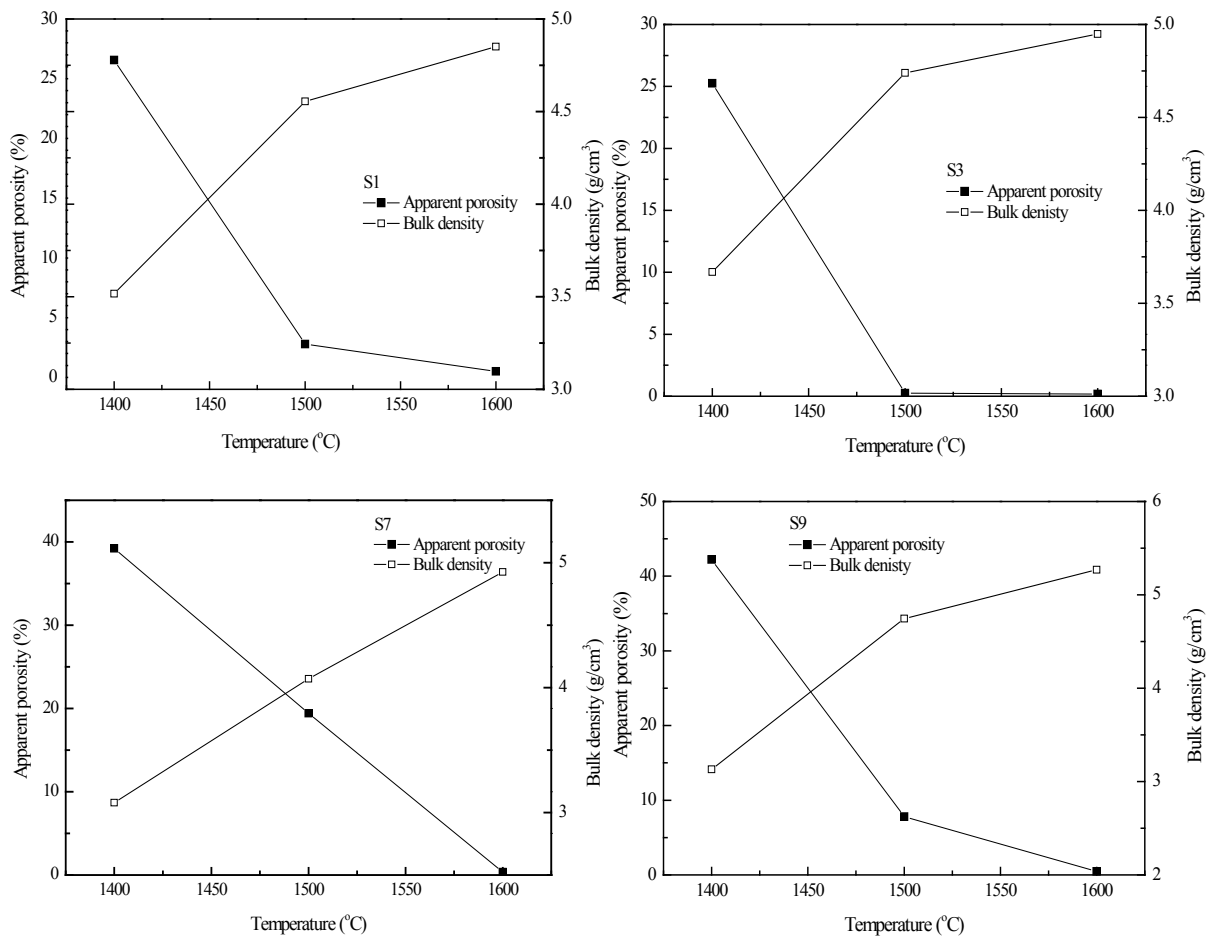 30
25
20
15
10
5
0
Apparent porosity (%)
5.0
4.5
4.0
3.5
3.0
Bulk density (g/cm³)
S1
Apparent porosity
Bulk density
1400 1450 1500 1550 1600
Temperature (°C)
30
25
20
15
10
5
0
Apparent porosity (%)
5.0
4.5
4.0
3.5
3.0
Bulk density (g/cm³)
S3
Apparent porosity
Bulk denisty
1400 1450 1500 1550 1600
Temperature (°C)
40
30
20
10
0
Apparent porosity (%)
5
4
3
Bulk density (g/cm³)
S7
Apparent porosity
Bulk density
1400 1450 1500 1550 1600
Temperature (°C)
50
45
40
35
30
25
20
15
10
5
0
Apparent porosity (%)
6
5
4
3
2
Bulk density (g/cm³)
S9
Apparent porosity
Bulk denisty
1400 1450 1500 1550 1600
Temperature (°C)